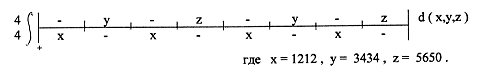 4 ∫ - y - z - y - z d ( x,y,z )
4 + x - x - x - x -
где x = 1212 , y = 3434 , z = 5650 .